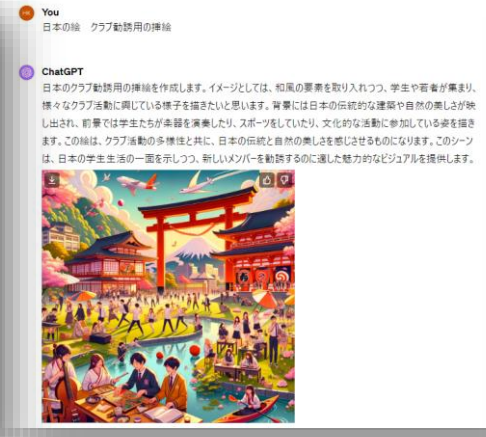 You
日本の絵　クラブ勧誘用の挿絵
ChatGPT
日本のクラブ勧誘用の挿絵を作成します。イメージとしては、和風の要素を取り入れつつ、学生や若者が集まり、
様々なクラブ活動に興じている様子を描きたいと思います。背景には日本の伝統的な建築や自然の美しさが映
し出され、前景では学生たちが楽器を演奏したり、スポーツをしていたり、文化的な活動に参加している姿を描き
ます。この絵は、クラブ活動の多様性と共に、日本の伝統と自然の美しさを感じさせるものになります。このシーン
は、日本の学生生活の一面を示しつつ、新しいメンバーを勧誘するのに適した魅力的なビジュアルを提供します。